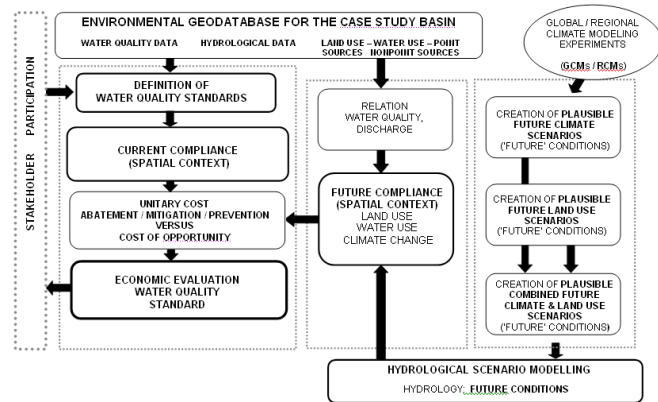 ENVIRONMENTAL GEODATABASE FOR THE CASE STUDY BASIN
WATER QUALITY DATA HYDROLOGICAL DATA LAND USE – WATER USE – POINT
SOURCES NONPOINT SOURCES
GLOBAL / REGIONAL
CLIMATE MODELING
EXPERIMENTS
(GCMs / RCMs)
STAKEHOLDER PARTICIPATION
DEFINITION OF
WATER QUALITY STANDARDS
CURRENT COMPLIANCE
(SPATIAL CONTEXT)
UNITARY COST
ABATEMENT / MITIGATION / PREVENTION
VERSUS
COST OF OPPORTUNITY
ECONOMIC EVALUATION
WATER QUALITY
STANDARD
RELATION
WATER QUALITY,
DISCHARGE
FUTURE COMPLIANCE
(SPATIAL CONTEXT)
LAND USE
WATER USE
CLIMATE CHANGE
CREATION OF PLAUSIBLE
FUTURE CLIMATE
SCENARIOS
('FUTURE' CONDITIONS)
CREATION OF PLAUSIBLE
FUTURE LAND USE
SCENARIOS
('FUTURE' CONDITIONS)
CREATION OF PLAUSIBLE
COMBINED FUTURE
CLIMATE & LAND USE
SCENARIOS
('FUTURE' CONDITIONS)
HYDROLOGICAL SCENARIO MODELLING
HYDROLOGY: FUTURE CONDITIONS